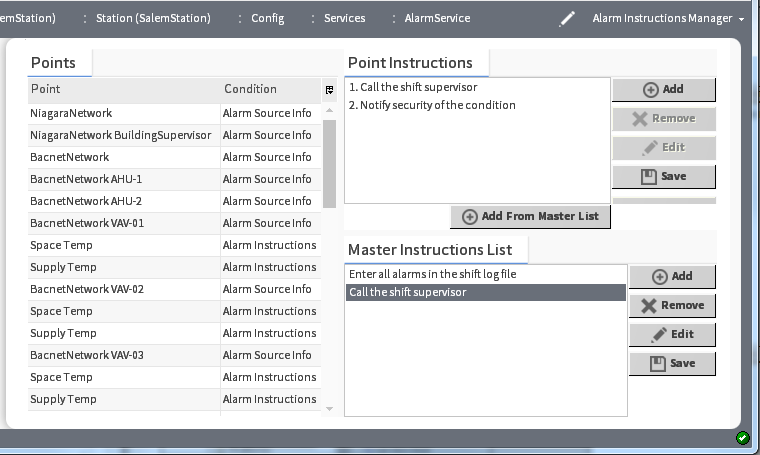 emStation) : Station (SalemStation) : Config : Services : AlarmService Alarm Instructions Manager
Points
Point Condition
NiagaraNetwork Alarm Source Info
NiagaraNetwork BuildingSupervisor Alarm Source Info
BacnetNetwork Alarm Source Info
BacnetNetwork AHU-1 Alarm Source Info
BacnetNetwork AHU-2 Alarm Source Info
BacnetNetwork VAV-01 Alarm Source Info
Space Temp Alarm Instructions
Supply Temp Alarm Instructions
BacnetNetwork VAV-02 Alarm Source Info
Space Temp Alarm Instructions
Supply Temp Alarm Instructions
BacnetNetwork VAV-03 Alarm Source Info
Space Temp Alarm Instructions
Supply Temp Alarm Instructions
Point Instructions
1. Call the shift supervisor
2. Notify security of the condition
Add
Remove
Edit
Save
Add From Master List
Master Instructions List
Enter all alarms in the shift log file
Call the shift supervisor
Add
Remove
Edit
Save